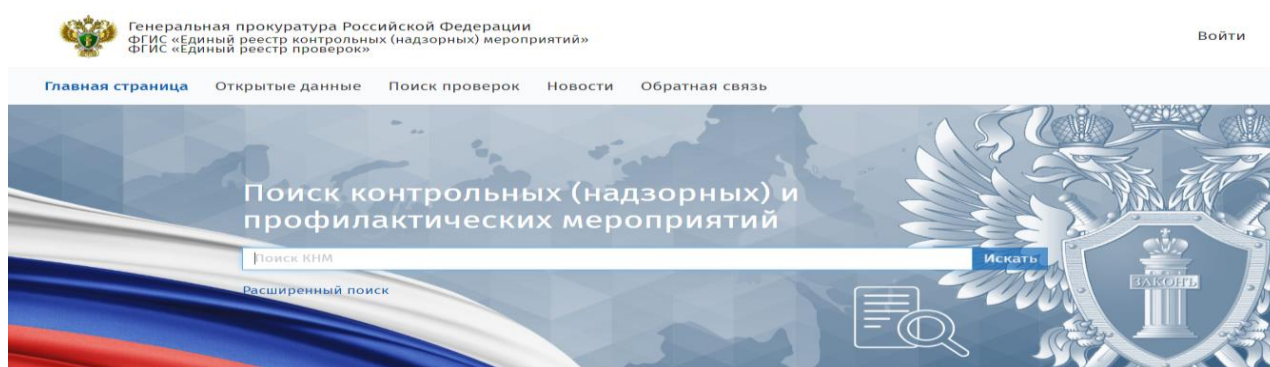 Генеральная прокуратура Российской Федерации
ФГИС «Единый реестр контрольных (надзорных) мероприятий»
ФГИС «Единый реестр проверок»
Войти
Главная страница Открытые данные Поиск проверок Новости Обратная связь
Поиск контрольных (надзорных) и
профилактических мероприятий
Поиск КНМ
Искать
Расширенный поиск
ЗАКОНЪ